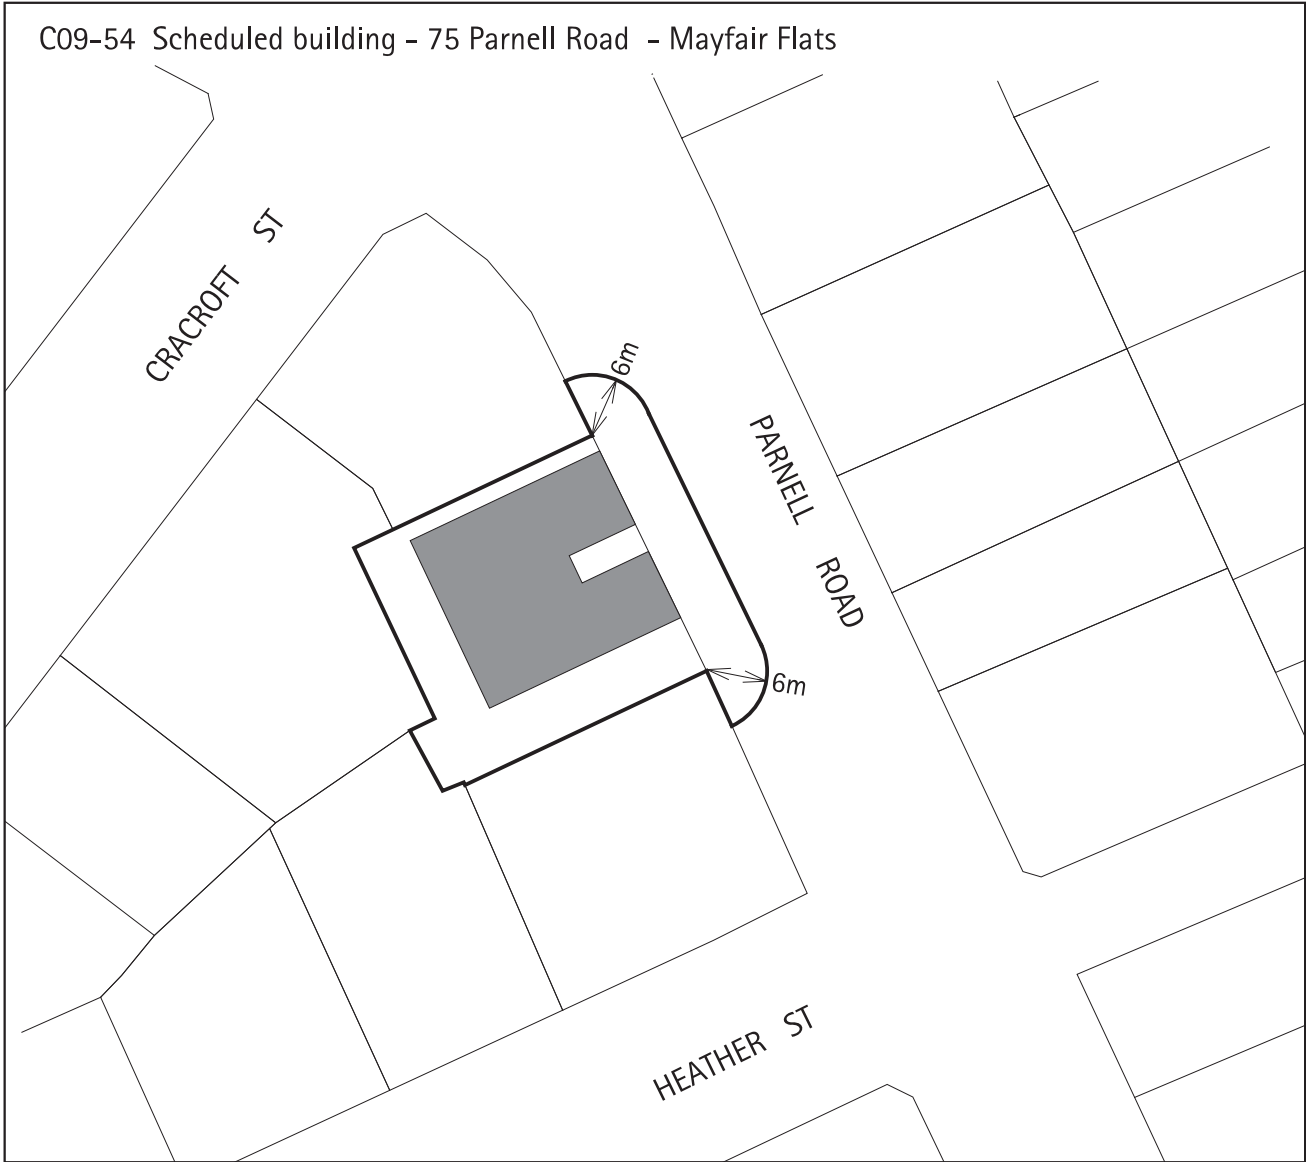 C09-54 Scheduled building - 75 Parnell Road - Mayfair Flats
CRACROFT ST
6m
PARNELL ROAD
6m
HEATHER ST